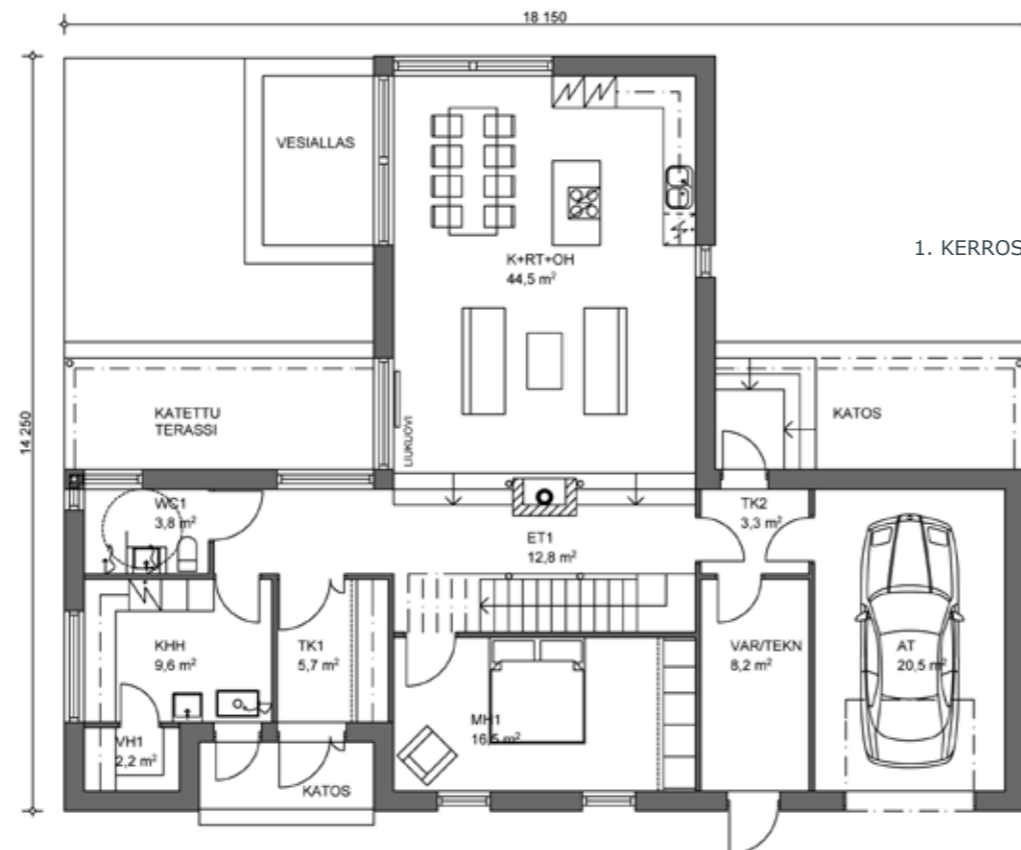 18 150
VESIALLAS
K+RT+OH
44,5 m²
1. KERROS
14 250
KATETTU
TERASSI
LIUKUOVI
KATOS
WC1
3,8 m²
ET1
12,8 m²
TK2
3,3 m²
KHH
9,6 m²
TK1
5,7 m²
VAR/TEKN
8,2 m²
AT
20,5 m²
MH1
16,5 m²
VH1
2,2 m²
KATOS